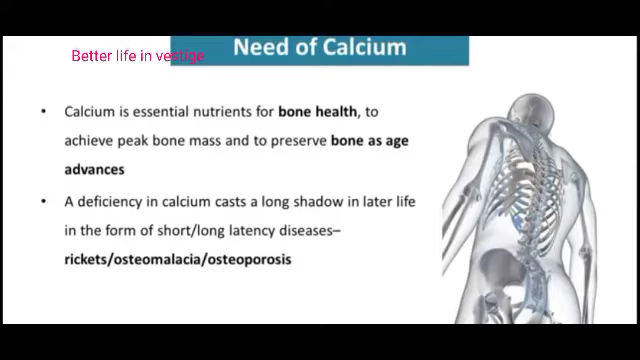 Need of Calcium
Better life in vestige
• Calcium is essential nutrients for bone health, to
achieve peak bone mass and to preserve bone as age
advances
• A deficiency in calcium casts a long shadow in later life
in the form of short/long latency diseases–
rickets/osteomalacia/osteoporosis